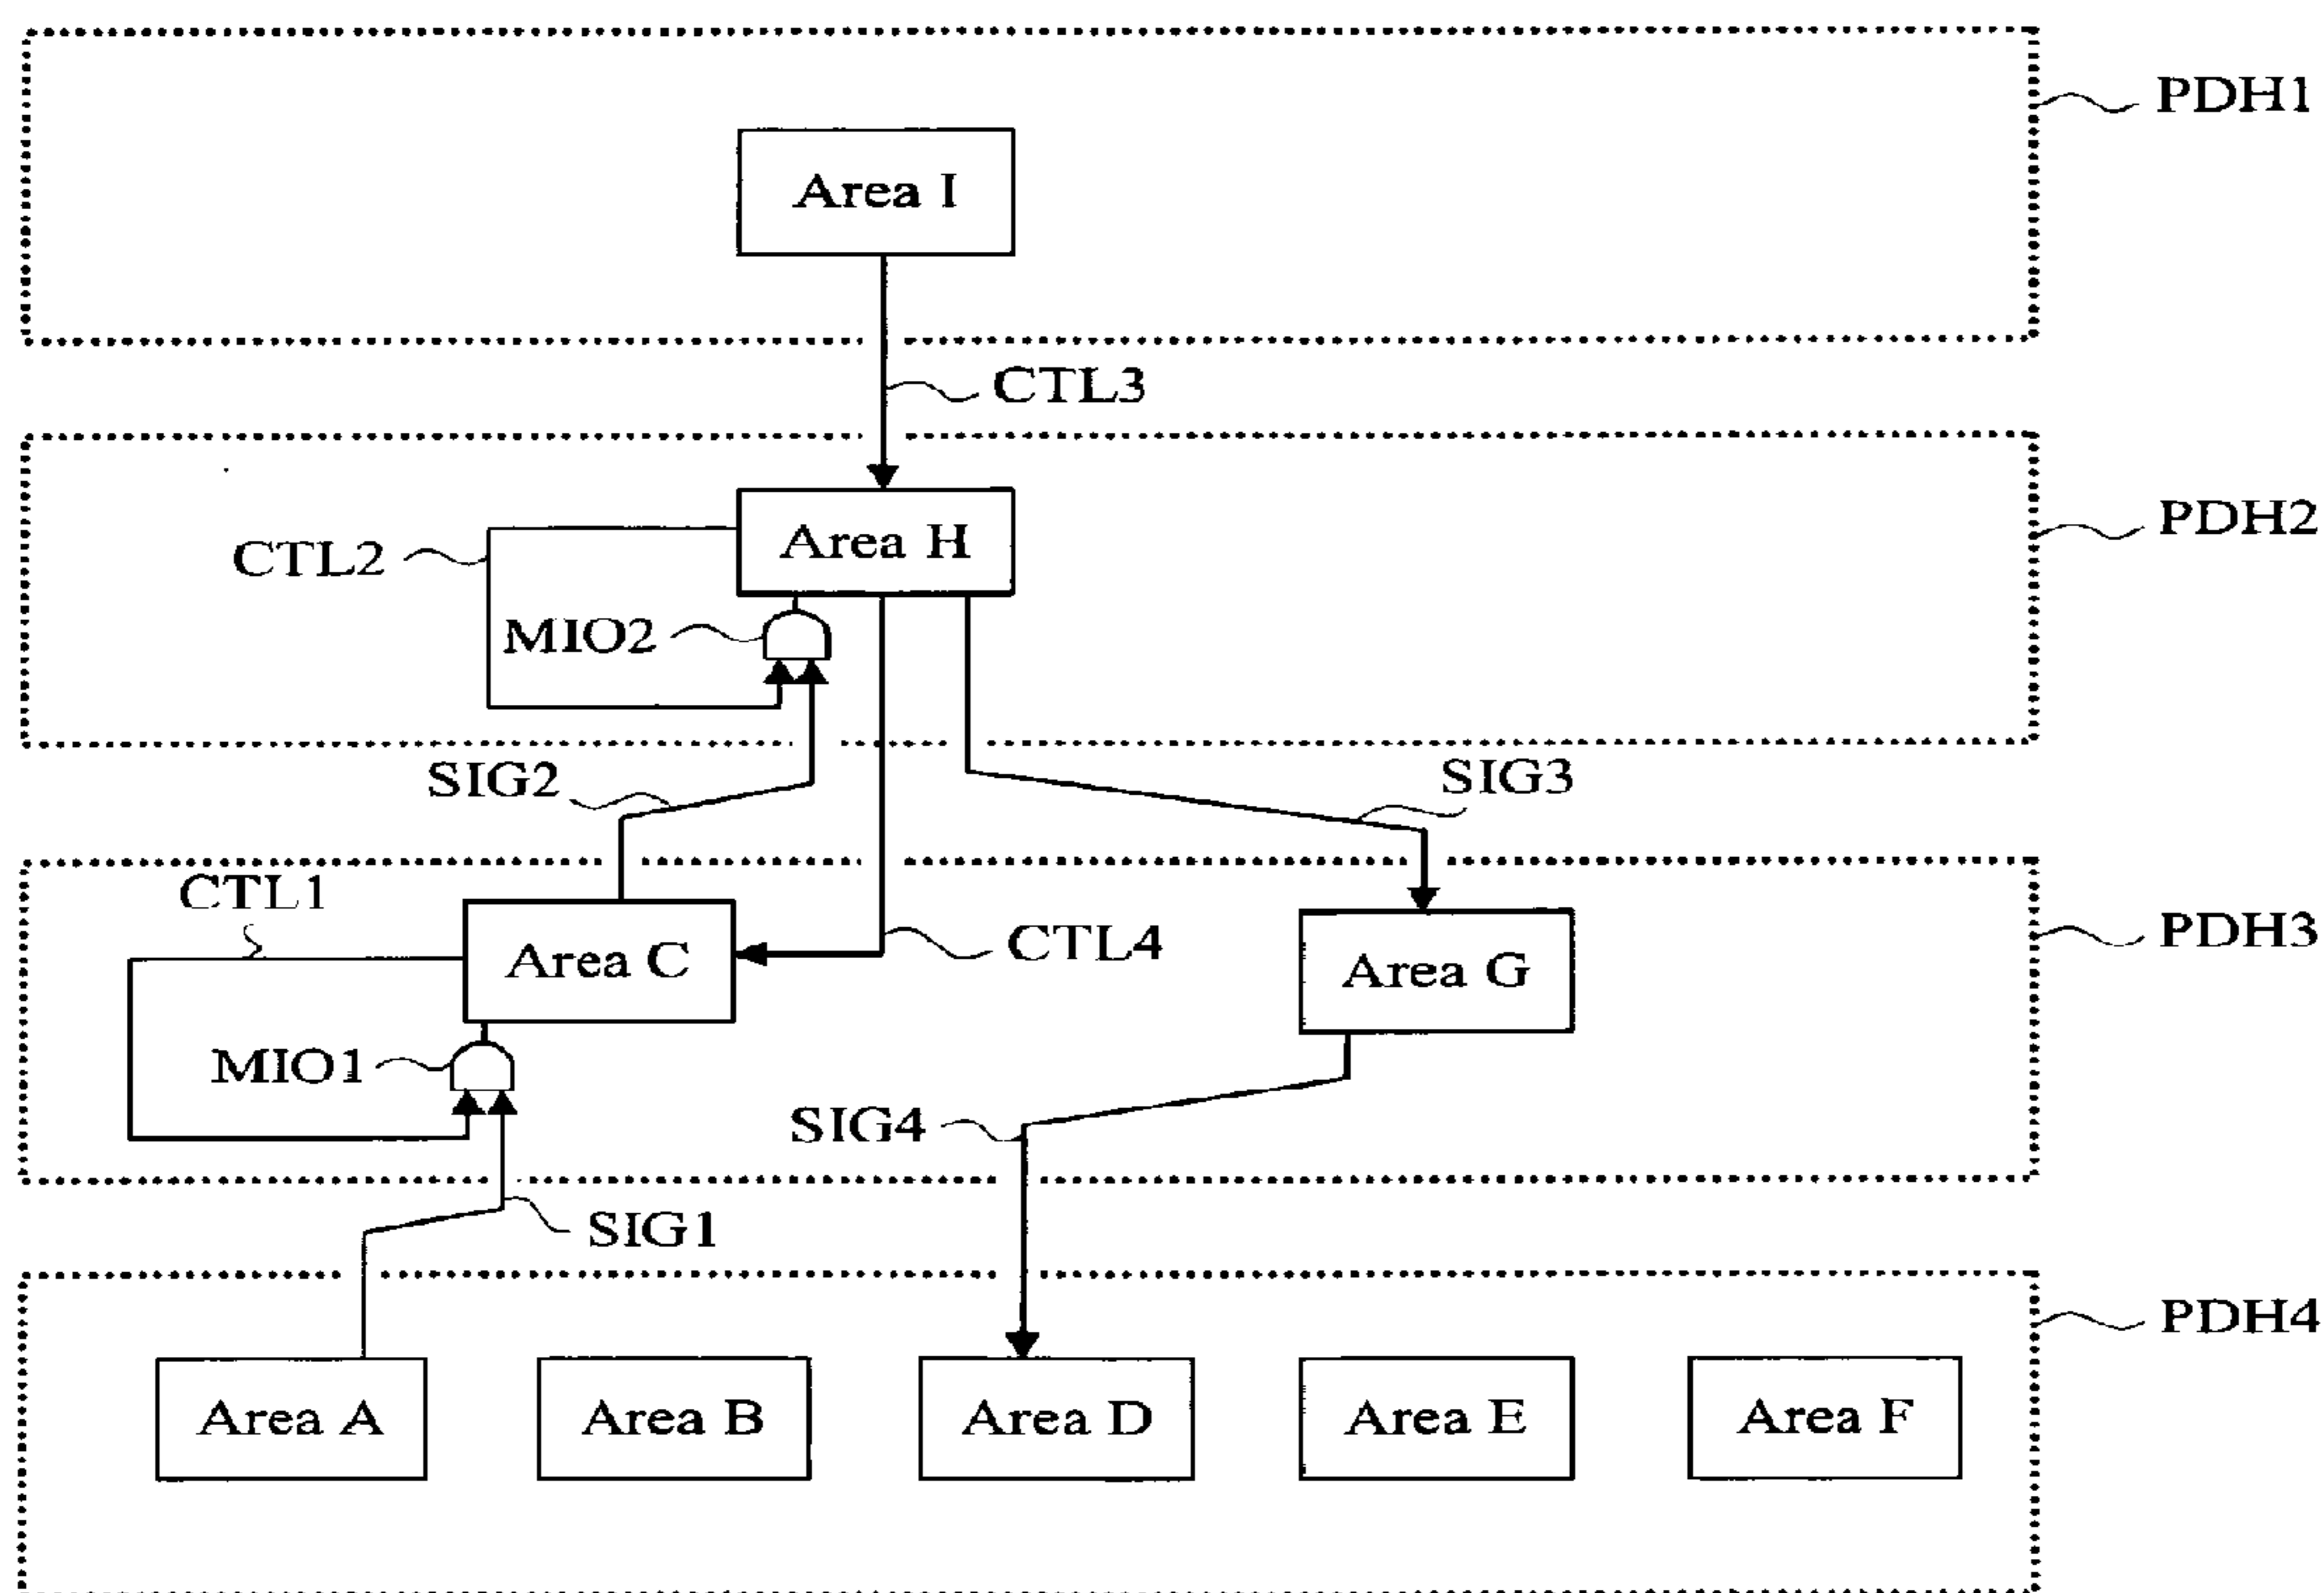 PDH1
Area I
CTL3
PDH2
Area H
CTL2
MIO2
SIG2
SIG3
CTL1
PDH3
Area C
CTL4
Area G
MIO1
SIG4
SIG1
PDH4
Area A
Area B
Area D
Area E
Area F